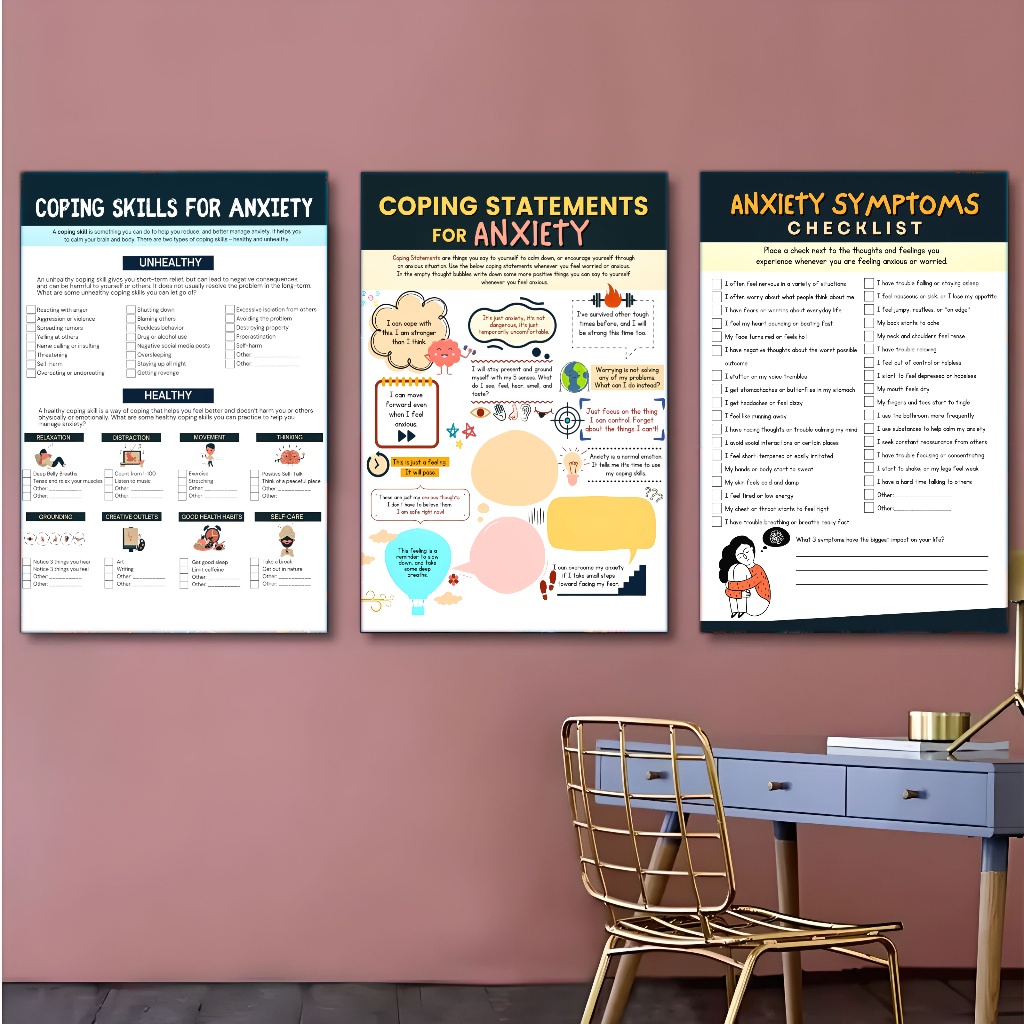 COPING SKILLS FOR ANXIETY
A coping skill is something you can do to help you reduce, and better manage anxiety. It helps you
to calm your brain and body. There are two types of coping skills – healthy and unhealthy
UNHEALTHY
An unhealthy coping skill gives you short-term relief, but can lead to negative consequences
and can be harmful to yourself or others. It does not usually resolve the problem in the long-term.
What are some unhealthy coping skills you can let go of?
Reacting with anger
Aggression or violence
Spreading rumors
Yelling at others
Name calling or insulting
Threatening
Self-harm
Overeating or undereating
Shutting down
Blaming others
Reckless behavior
Drug or alcohol use
Negative social media posts
Oversleeping
Staying up all night
Getting revenge
Excessive isolation from others
Avoiding the problem
Destroying property
Procrastination
Self-harm
Other:
Other:
HEALTHY
A healthy coping skill is a way of coping that helps you feel better and doesn't harm you or others
physically or emotionally. What are some healthy coping skills you can practice to help you
manage anxiety?
RELAXATION
Deep Belly Breaths
Tense and relax your muscles
Other:
Other:
DISTRACTION
Count from 1-100
Listen to music
Other:
Other:
MOVEMENT
Exercise
Stretching
Other:
Other:
THINKING
Positive Self-Talk
Think of a peaceful place
Other:
Other:
GROUNDING
Notice 3 things you hear
Notice 3 things you feel
Other:
Other:
CREATIVE OUTLETS
Art
Writing
Other:
Other:
GOOD HEALTH HABITS
Get good sleep
Limit caffeine
Other:
Other:
SELF-CARE
Take a break
Get out in nature
Other:
Other:
COPING STATEMENTS
FOR ANXIETY
Coping Statements are things you say to yourself to calm down, or encourage yourself through
an anxious situation. Use the below coping statements whenever you feel worried or anxious.
In the empty thought bubbles, write down some more positives things you can say to yourself
whenever you feel anxious.
I can cope with
this. I am stronger
than I think.
It's just anxiety, it's not
dangerous, it's just
temporarily uncomfortable.
I've survived other tough
times before, and I will
be strong this time too.
I will stay present and ground
myself with my 5 senses. What
do I see, feel, hear, smell, and
taste?
Worrying is not solving
any of my problems.
What can I do instead?
I can move
forward even
when I feel
anxious.
Just focus on the thing
I can control. Forget
about the things I can't!
This is just a feeling.
It will pass.
Anxiety is a normal emotion.
It tells me it's time to use
my coping skills.
These are just my anxious thoughts.
I don't have to believe them.
I am safe right now!
???
This feeling is a
reminder to slow
down, and take
some deep
breaths.
I can overcome my anxiety
if I take small steps
toward facing my fear.
ANXIETY SYMPTOMS
CHECKLIST
Place a check next to the thoughts and feelings you
experience whenever you are feeling anxious or worried.
I often feel nervous in a variety of situations
I often worry about what people think about me
I have fears or worries about everyday life
I feel my heart pounding or beating fast
My face turns red or feels hot
I have negative thoughts about the worst possible
outcome
I stutter or my voice trembles
I get stomachaches or butterflies in my stomach
I get headaches or feel dizzy
I feel like running away
I have racing thoughts or trouble calming my mind
I avoid social interactions or certain places
I feel short-tempered or easily irritated
My hands or body start to sweat
My skin feels cold and damp
I feel tired or low energy
My chest or throat starts to feel tight
I have trouble breathing or breathe really fast
I have trouble falling or staying asleep
I feel nauseous or sick, or I lose my appetite
I feel jumpy, restless, or "on edge"
My back starts to ache
My neck and shoulders feel tense
I have trouble relaxing
I feel out of control or helpless
I start to feel depressed or hopeless
My mouth feels dry
My fingers and toes start to tingle
I use the bathroom more frequently
I use substances to help calm my anxiety
I seek constant reassurance from others
I have trouble focusing or concentrating
I start to shake, or my legs feel weak
I have a hard time talking to others
Other:
Other:
What 3 symptoms have the biggest impact on your life?